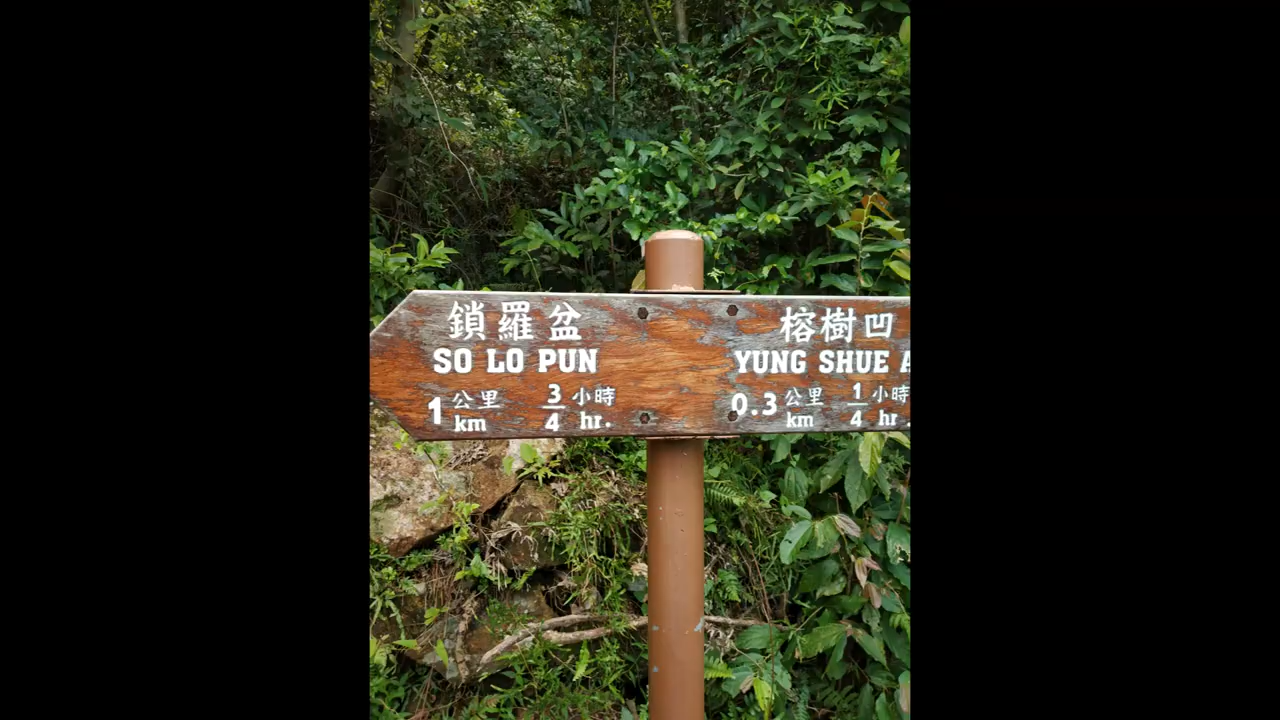 鎖羅盆
SO LO PUN
1 公里 km 3/4 小時 hr.
榕樹凹
YUNG SHUE A
0.3 公里 km 1/4 小時 hr.